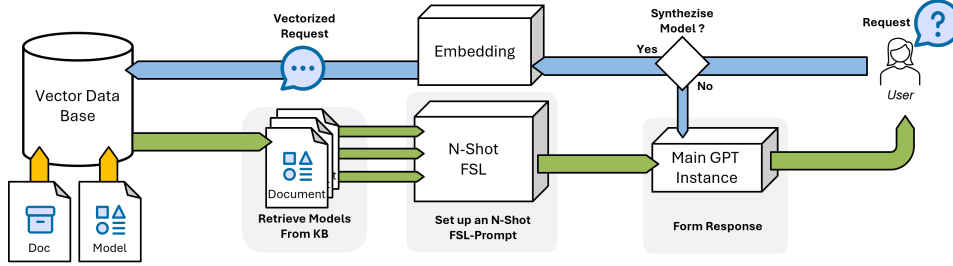 Vectorized
Request
Synthezise
Model ?
Request
?
Yes
Embedding
No
User
Vector Data
Base
N-Shot
FSL
Main GPT
Instance
Document
Retrieve Models
From KB
Set up an N-Shot
FSL-Prompt
Form Response
Doc
Model